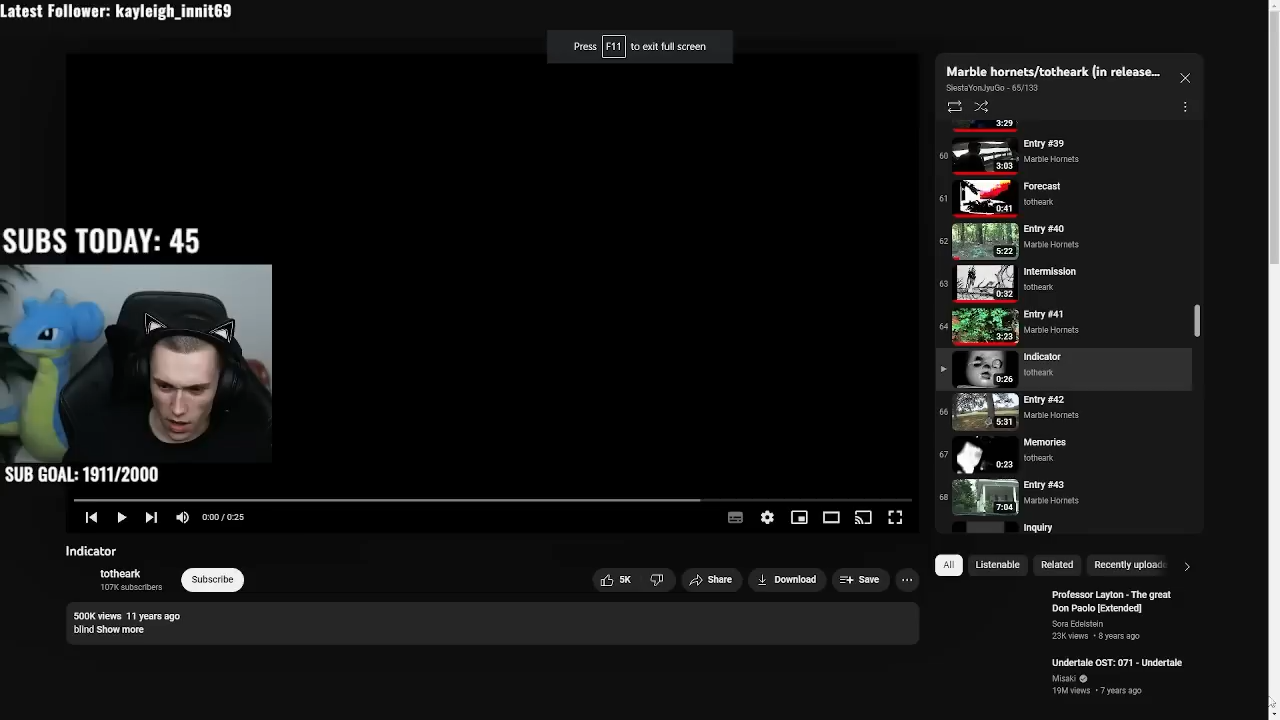 Latest Follower: kayleigh_innit69
Press F11 to exit full screen
SUBS TODAY: 45
SUB GOAL: 1911/2000
0:00 / 0:25
Indicator
totheark
107K subscribers
Subscribe
5K
Share
Download
Save
500K views 11 years ago
blind Show more
Marble hornets/totheark (in release...
SiestaYonJyuGo - 65/133
3:29
60
3:03
Entry #39
Marble Hornets
61
0:41
Forecast
totheark
62
5:22
Entry #40
Marble Hornets
63
0:32
Intermission
totheark
64
3:23
Entry #41
Marble Hornets
0:26
Indicator
totheark
66
5:31
Entry #42
Marble Hornets
67
0:23
Memories
totheark
68
7:04
Entry #43
Marble Hornets
Inquiry
All
Listenable
Related
Recently uploade
Professor Layton - The great
Don Paolo [Extended]
Sora Edelstein
23K views • 8 years ago
Undertale OST: 071 - Undertale
Misaki
19M views • 7 years ago